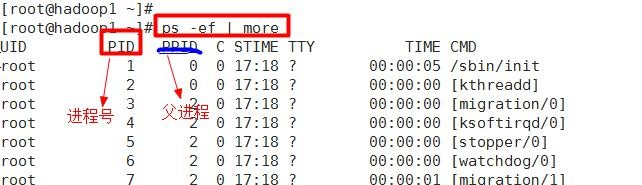 [root@hadoop1 ~]#
[root@hadoop1 ~]# ps -ef | more
UID PID PPID C STIME TTY TIME CMD
root 1 0 0 17:18 ? 00:00:05 /sbin/init
root 2 0 0 17:18 ? 00:00:00 [kthreadd]
root 3 2 0 17:18 ? 00:00:00 [migration/0]
root 4 2 0 17:18 ? 00:00:00 [ksoftirqd/0]
root 5 2 0 17:18 ? 00:00:00 [stopper/0]
root 6 2 0 17:18 ? 00:00:00 [watchdog/0]
root 7 2 0 17:18 ? 00:00:01 [migration/1]
进程号 父进程